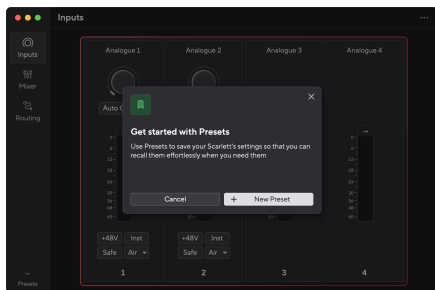 Inputs
Inputs
Mixer
Routing
Presets
Analogue 1
Analogue 2
Analogue 3
Analogue 4
Auto
Get started with Presets
Use Presets to save your Scarlett's settings so that you can
recall them effortlessly when you need them
Cancel
+ New Preset
+48V Inst
Safe Air
+48V Inst
Safe Air
1
2
3
4